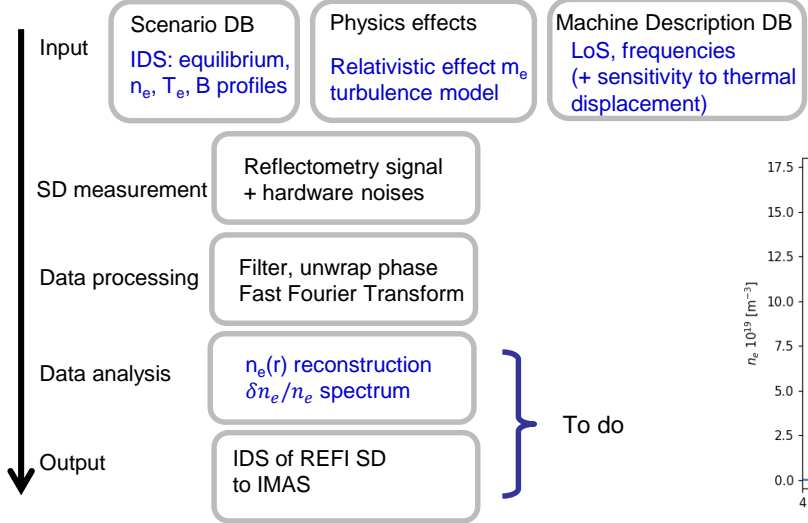 Input
Scenario DB
IDS: equilibrium,
nₑ, Tₑ, B profiles
Physics effects
Relativistic effect mₑ
turbulence model
Machine Description DB
LoS, frequencies
(+ sensitivity to thermal
displacement)
SD measurement
Reflectometry signal
+ hardware noises
Data processing
Filter, unwrap phase
Fast Fourier Transform
Data analysis
nₑ(r) reconstruction
δnₑ/nₑ spectrum
Output
IDS of REFI SD
to IMAS
To do
nₑ 10¹⁹ [m⁻³]
17.5
15.0
12.5
10.0
7.5
5.0
2.5
0.0
4